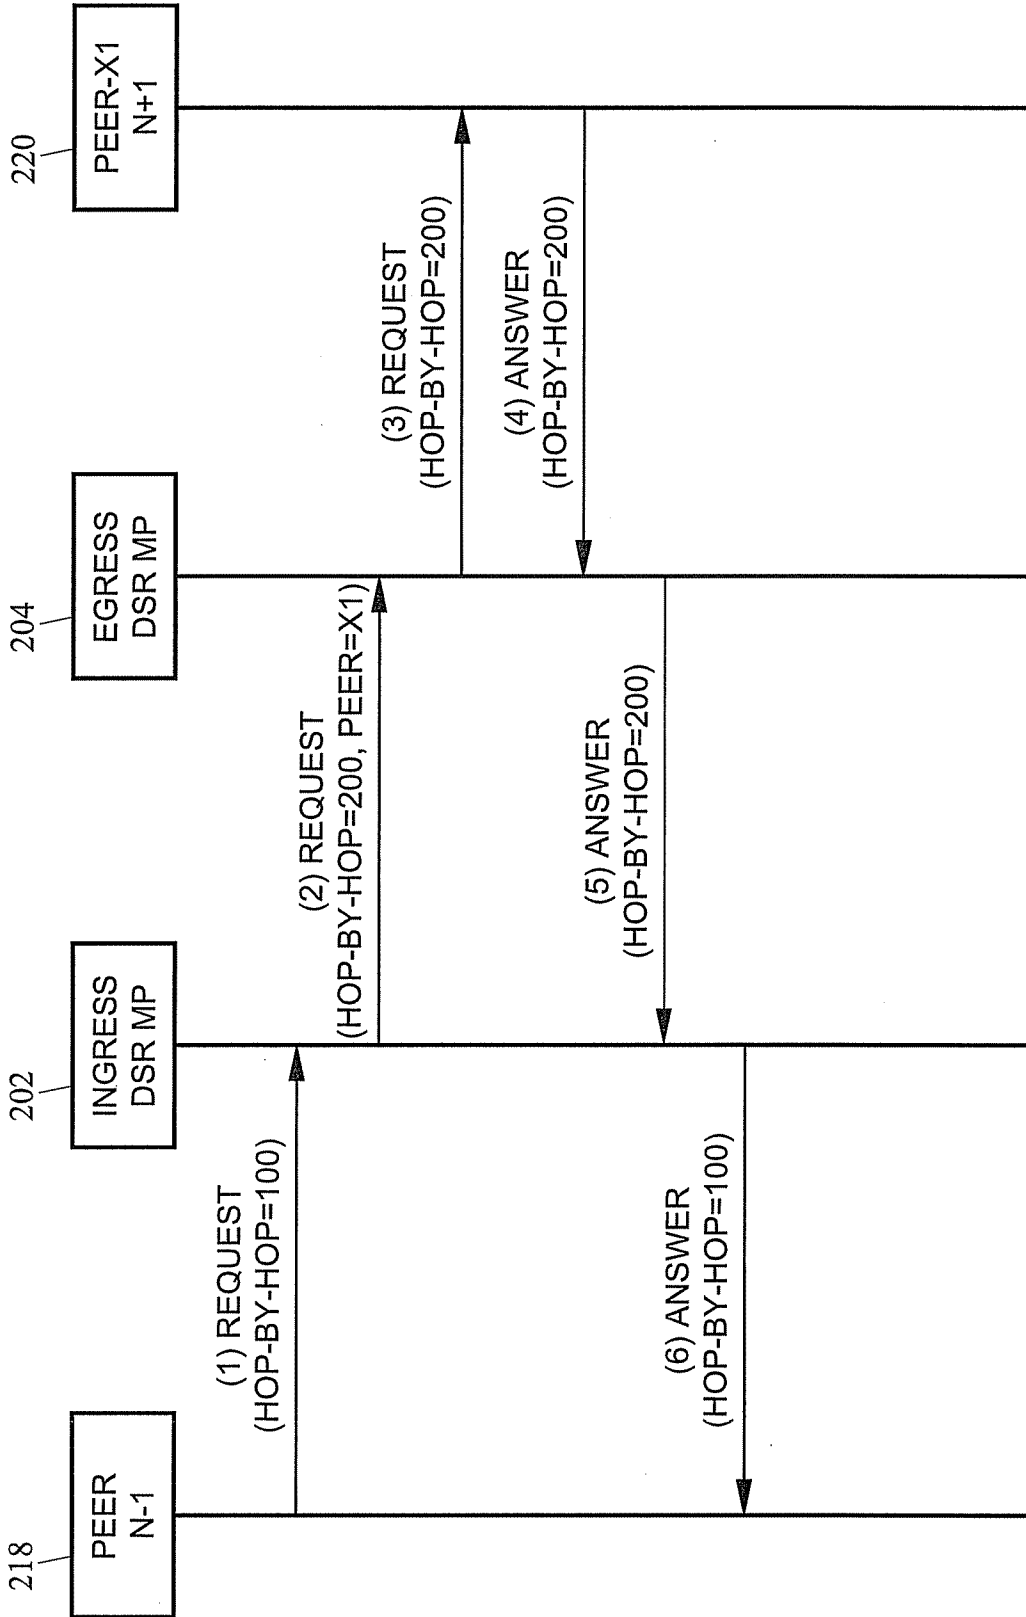 218
PEER
N-1
202
INGRESS
DSR MP
204
EGRESS
DSR MP
220
PEER-X1
N+1
(1) REQUEST
(HOP-BY-HOP=100)
(2) REQUEST
(HOP-BY-HOP=200, PEER=X1)
(3) REQUEST
(HOP-BY-HOP=200)
(4) ANSWER
(HOP-BY-HOP=200)
(5) ANSWER
(HOP-BY-HOP=200)
(6) ANSWER
(HOP-BY-HOP=100)